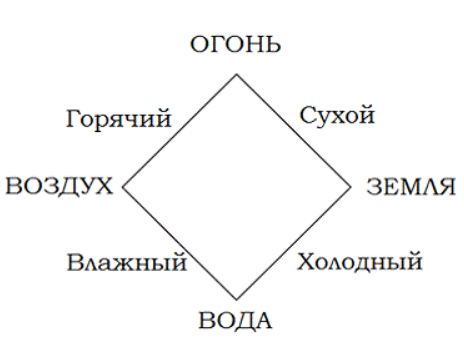 ОГОНЬ
Горячий
Сухой
ВОЗДУХ
ЗЕМЛЯ
Влажный
Холодный
ВОДА